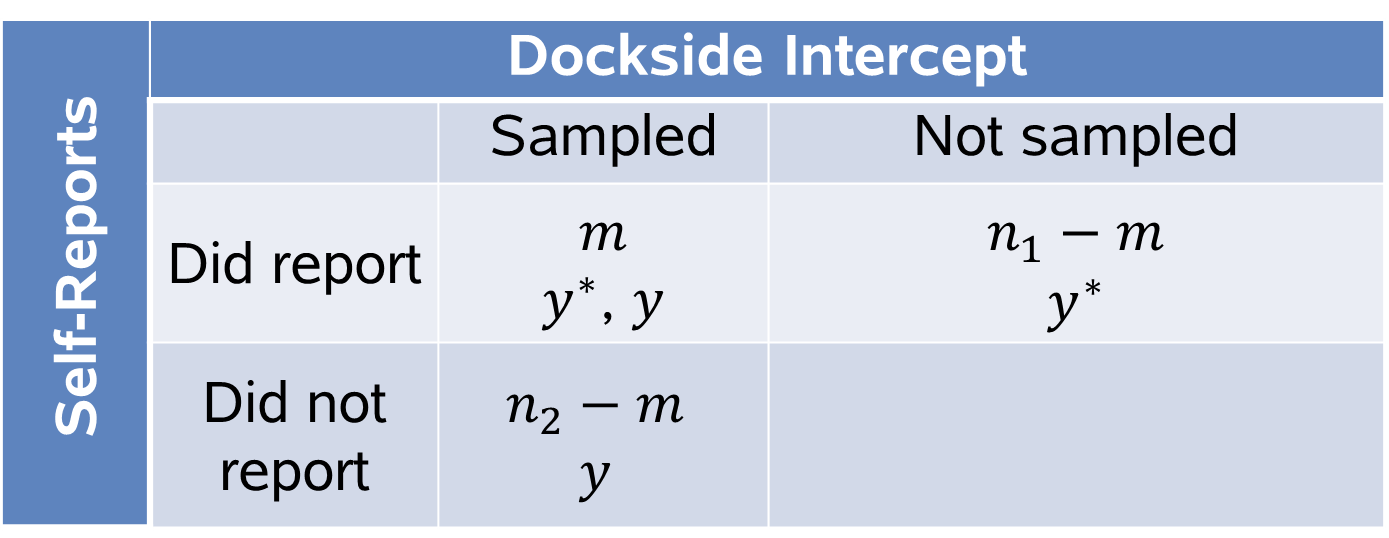 Dockside Intercept
Self-Reports
Sampled
Not sampled
Did report
m
y*, y
n₁ − m
y*
Did not
report
n₂ − m
y